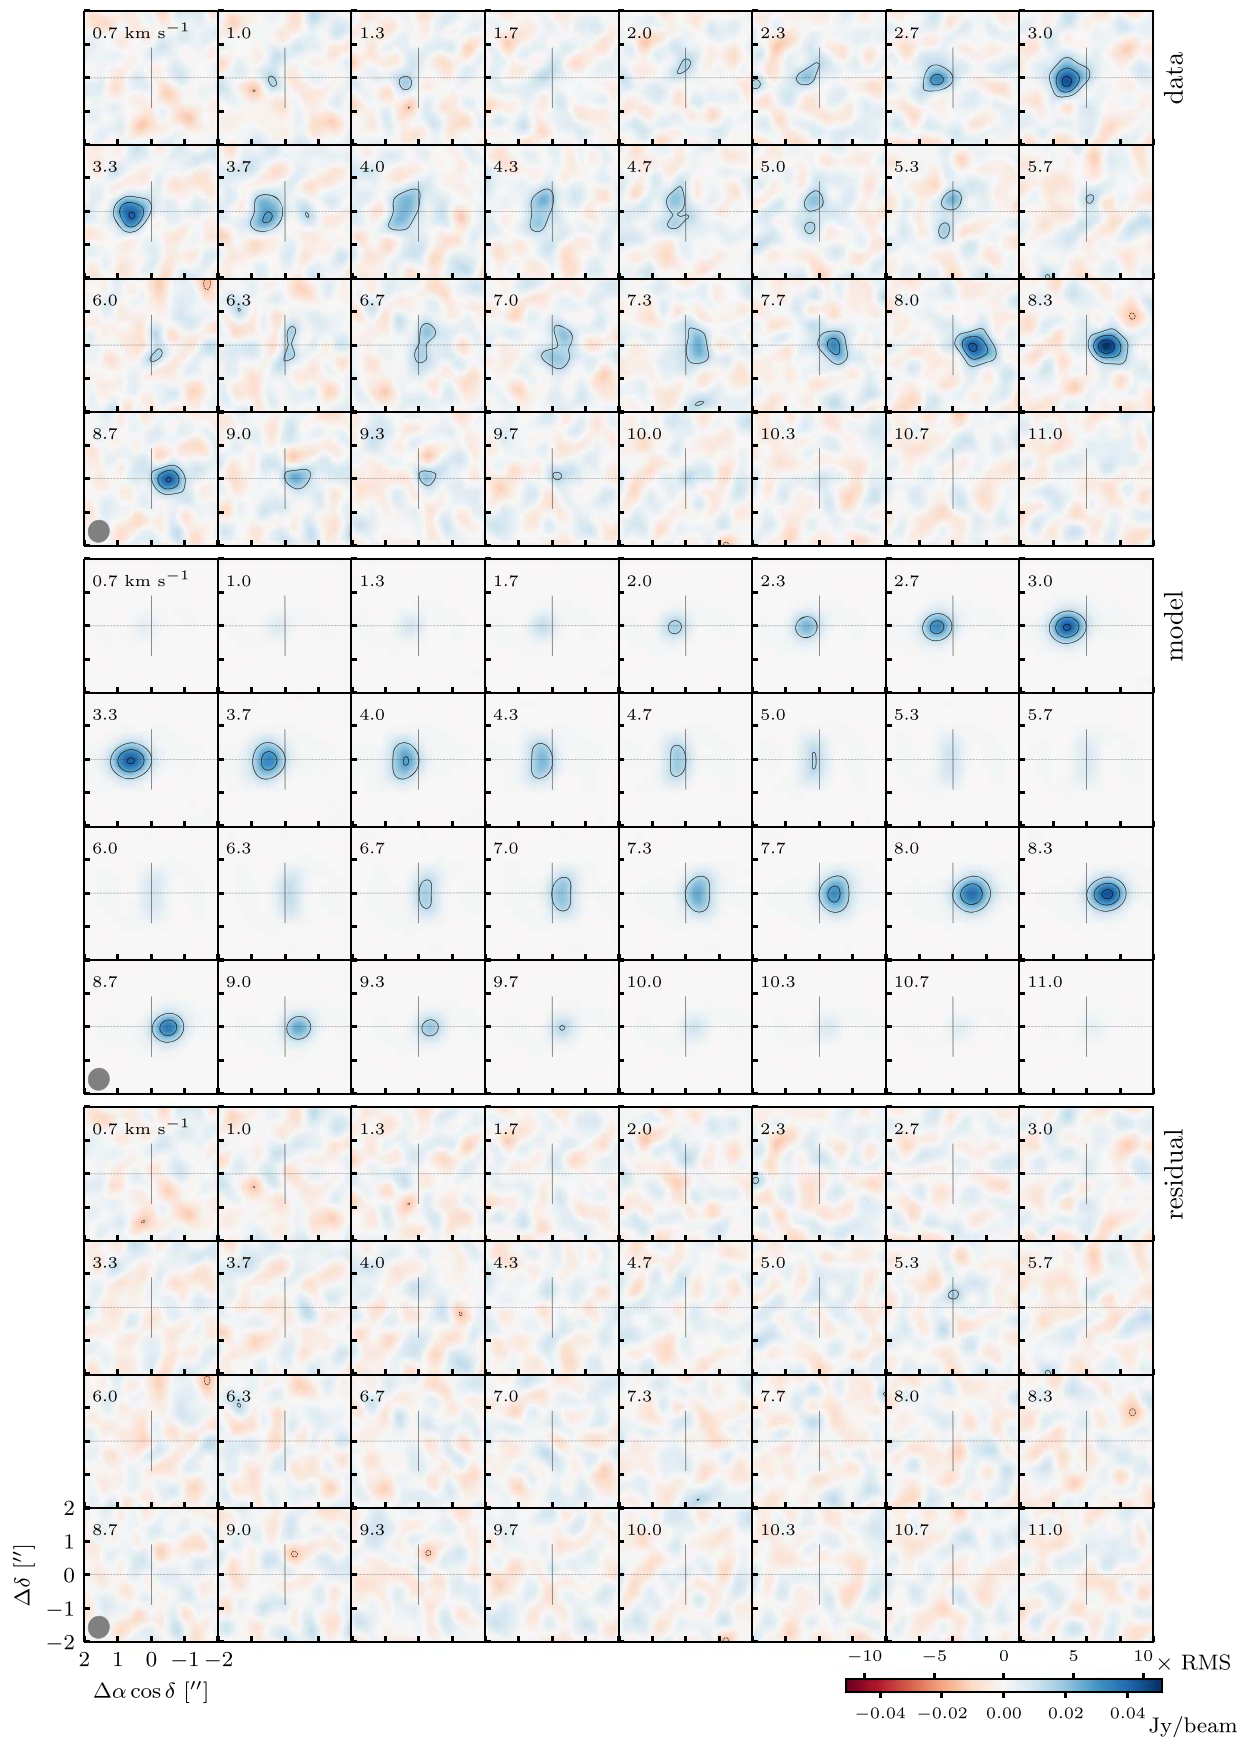 0.7 km s⁻¹ 1.0 1.3 1.7 2.0 2.3 2.7 3.0
data
3.3 3.7 4.0 4.3 4.7 5.0 5.3 5.7
6.0 6.3 6.7 7.0 7.3 7.7 8.0 8.3
8.7 9.0 9.3 9.7 10.0 10.3 10.7 11.0
0.7 km s⁻¹ 1.0 1.3 1.7 2.0 2.3 2.7 3.0
model
3.3 3.7 4.0 4.3 4.7 5.0 5.3 5.7
6.0 6.3 6.7 7.0 7.3 7.7 8.0 8.3
8.7 9.0 9.3 9.7 10.0 10.3 10.7 11.0
0.7 km s⁻¹ 1.0 1.3 1.7 2.0 2.3 2.7 3.0
residual
3.3 3.7 4.0 4.3 4.7 5.0 5.3 5.7
6.0 6.3 6.7 7.0 7.3 7.7 8.0 8.3
8.7 9.0 9.3 9.7 10.0 10.3 10.7 11.0
2
1
0
−1
−2
Δδ [″]
2 1 0 −1 −2
Δα cos δ [″]
−10 −5 0 5 10 × RMS
−0.04 −0.02 0.00 0.02 0.04
Jy/beam